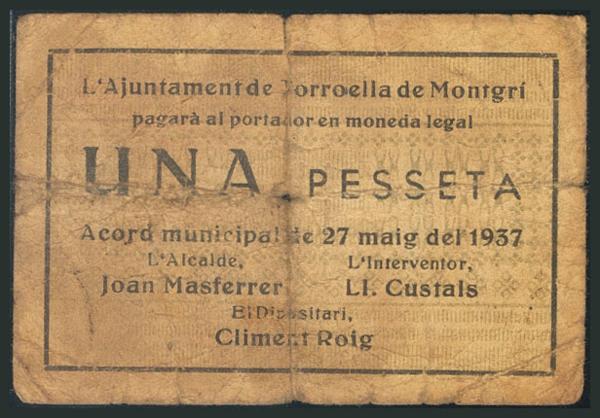 L'Ajuntament de Torroella de Montgrí
pagarà al portador en moneda legal
UNA PESSETA
Acord municipal de 27 maig del 1937
L'Alcalde, L'Interventor,
Joan Masferrer Ll. Custals
El Dipositari,
Climent Roig